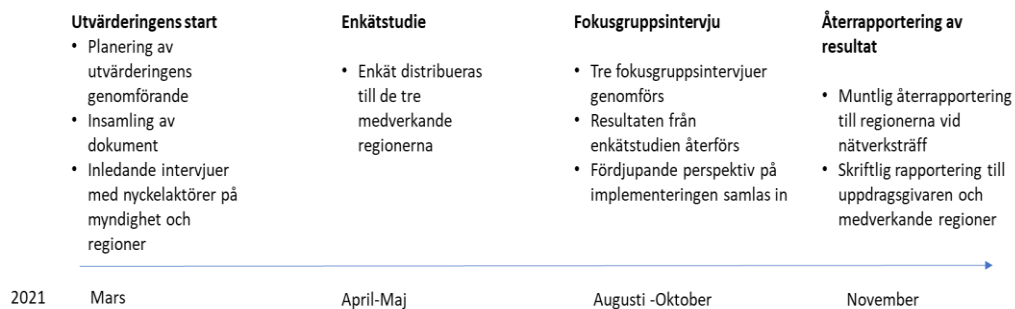 Utvärderingens start
• Planering av
utvärderingens
genomförande
• Insamling av
dokument
• Inledande intervjuer
med nyckelaktörer på
myndighet och
regioner
Enkätstudie
• Enkät distribueras
till de tre
medverkande
regionerna
Fokusgruppsintervju
• Tre fokusgruppsintervjuer
genomförs
• Resultaten från
enkätstudien återförs
• Fördjupande perspektiv på
implementeringen samlas in
Återrapportering av
resultat
• Muntlig återrapportering
till regionerna vid
nätverksträff
• Skriftlig rapportering till
uppdragsgivaren och
medverkande regioner
2021
Mars
April-Maj
Augusti -Oktober
November